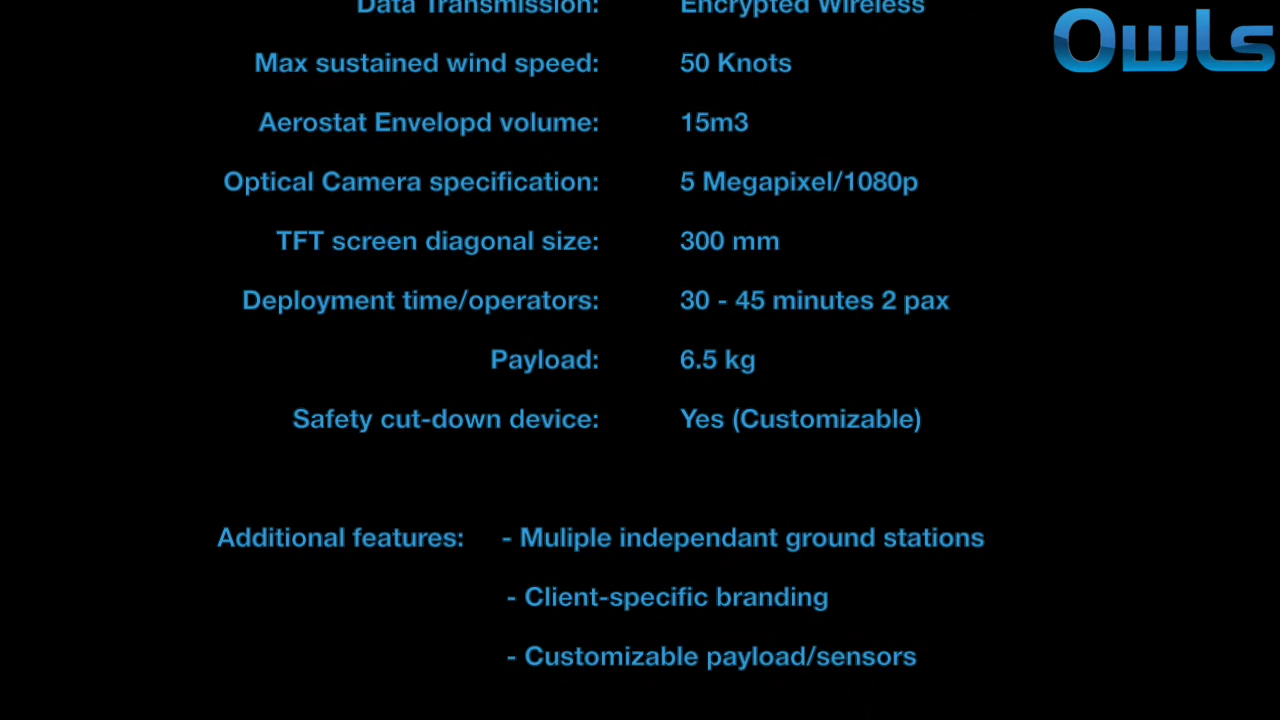 Data Transmission: Encrypted Wireless
Owls
Max sustained wind speed: 50 Knots
Aerostat Envelopd volume: 15m3
Optical Camera specification: 5 Megapixel/1080p
TFT screen diagonal size: 300 mm
Deployment time/operators: 30 - 45 minutes 2 pax
Payload: 6.5 kg
Safety cut-down device: Yes (Customizable)
Additional features: - Muliple independant ground stations
- Client-specific branding
- Customizable payload/sensors